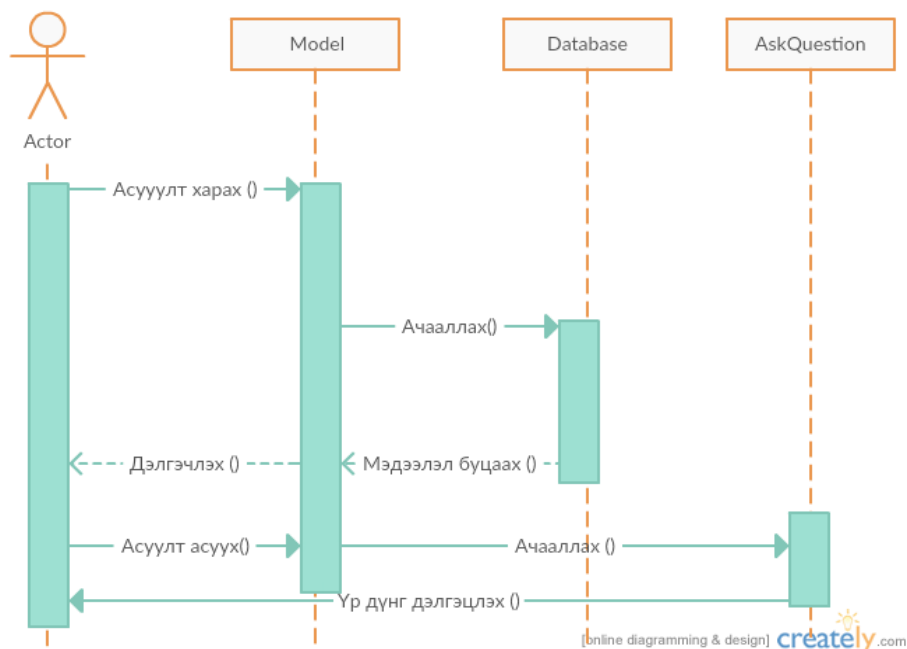 Model
Database
AskQuestion
Actor
Асууулт харах ()
Ачааллах()
Дэлгэчлэх ()
Мэдээлэл буцаах ()
Асуулт асуух()
Ачааллах ()
Үр дүнг дэлгэцлэх ()
[online diagramming & design] creately.com